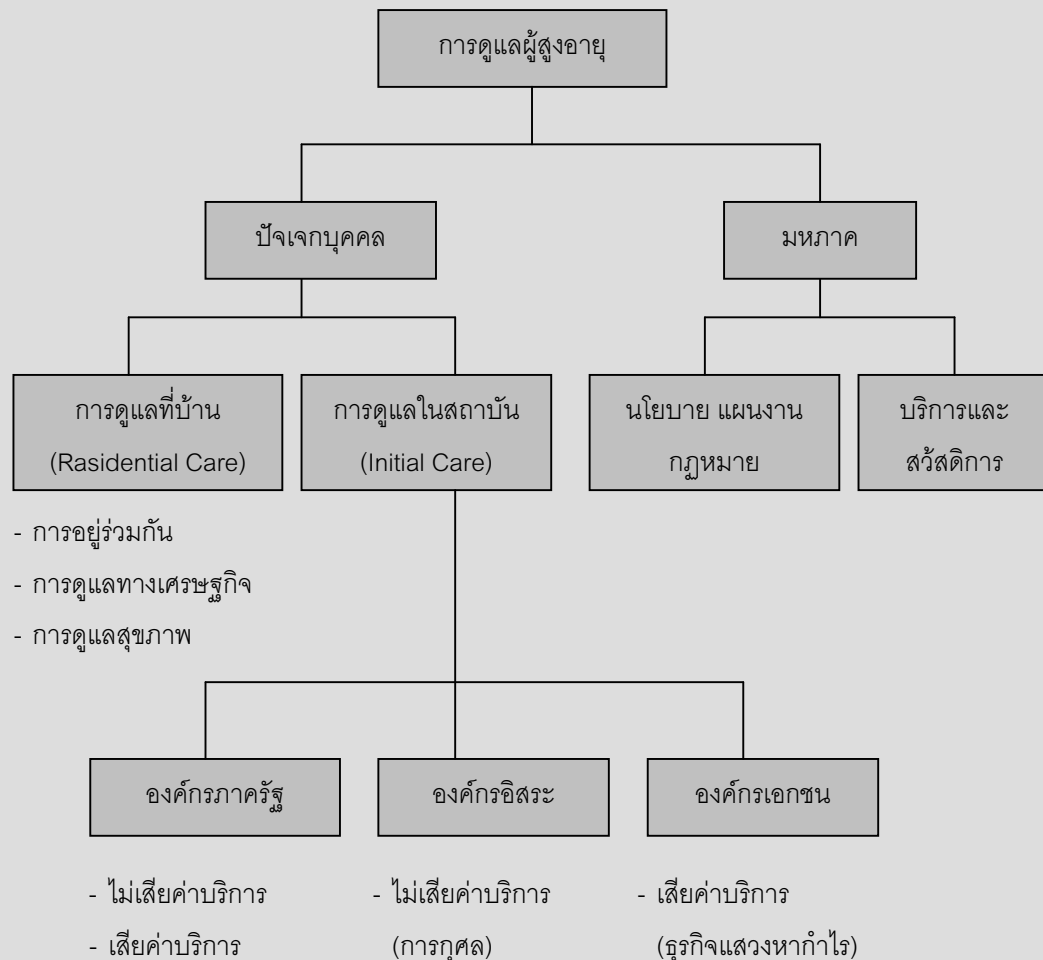 การดูแลผู้สูงอายุ
ปัจเจกบุคคล
มหภาค
การดูแลที่บ้าน
(Rasidential Care)
การดูแลในสถาบัน
(Initial Care)
นโยบาย แผนงาน
กฎหมาย
บริการและ
สวัสดิการ
- การอยู่ร่วมกัน
- การดูแลทางเศรษฐกิจ
- การดูแลสุขภาพ
องค์กรภาครัฐ
องค์กรอิสระ
องค์กรเอกชน
- ไม่เสียค่าบริการ
- เสียค่าบริการ
- ไม่เสียค่าบริการ
(การกุศล)
- เสียค่าบริการ
(ธุรกิจแสวงหากำไร)